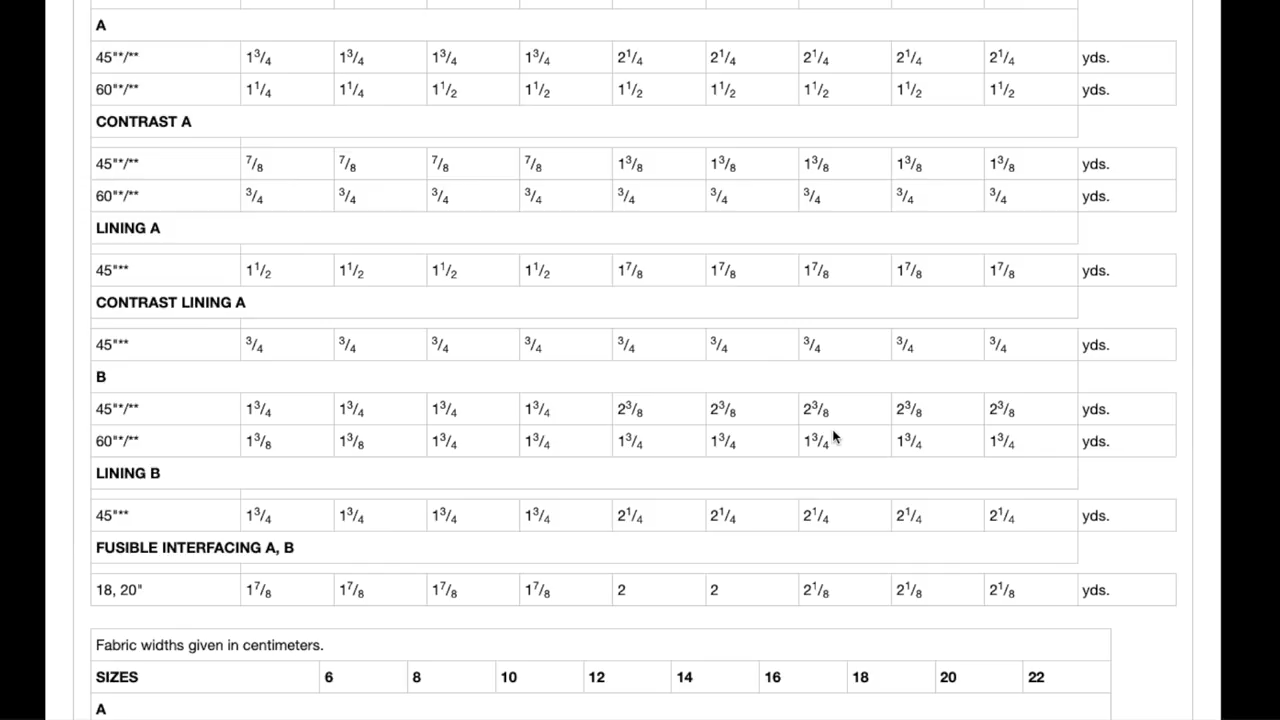 A
45"*/** 1 3/4 1 3/4 1 3/4 1 3/4 2 1/4 2 1/4 2 1/4 2 1/4 2 1/4 yds.
60"*/** 1 1/4 1 1/4 1 1/2 1 1/2 1 1/2 1 1/2 1 1/2 1 1/2 1 1/2 yds.
CONTRAST A
45"*/** 7/8 7/8 7/8 7/8 1 3/8 1 3/8 1 3/8 1 3/8 1 3/8 yds.
60"*/** 3/4 3/4 3/4 3/4 3/4 3/4 3/4 3/4 3/4 yds.
LINING A
45"** 1 1/2 1 1/2 1 1/2 1 1/2 1 7/8 1 7/8 1 7/8 1 7/8 1 7/8 yds.
CONTRAST LINING A
45"** 3/4 3/4 3/4 3/4 3/4 3/4 3/4 3/4 3/4 yds.
B
45"*/** 1 3/4 1 3/4 1 3/4 1 3/4 2 3/8 2 3/8 2 3/8 2 3/8 2 3/8 yds.
60"*/** 1 3/8 1 3/8 1 3/4 1 3/4 1 3/4 1 3/4 1 3/4 1 3/4 1 3/4 yds.
LINING B
45"** 1 3/4 1 3/4 1 3/4 1 3/4 2 1/4 2 1/4 2 1/4 2 1/4 2 1/4 yds.
FUSIBLE INTERFACING A, B
18, 20" 1 7/8 1 7/8 1 7/8 1 7/8 2 2 2 1/8 2 1/8 2 1/8 yds.
Fabric widths given in centimeters.
SIZES 6 8 10 12 14 16 18 20 22
A